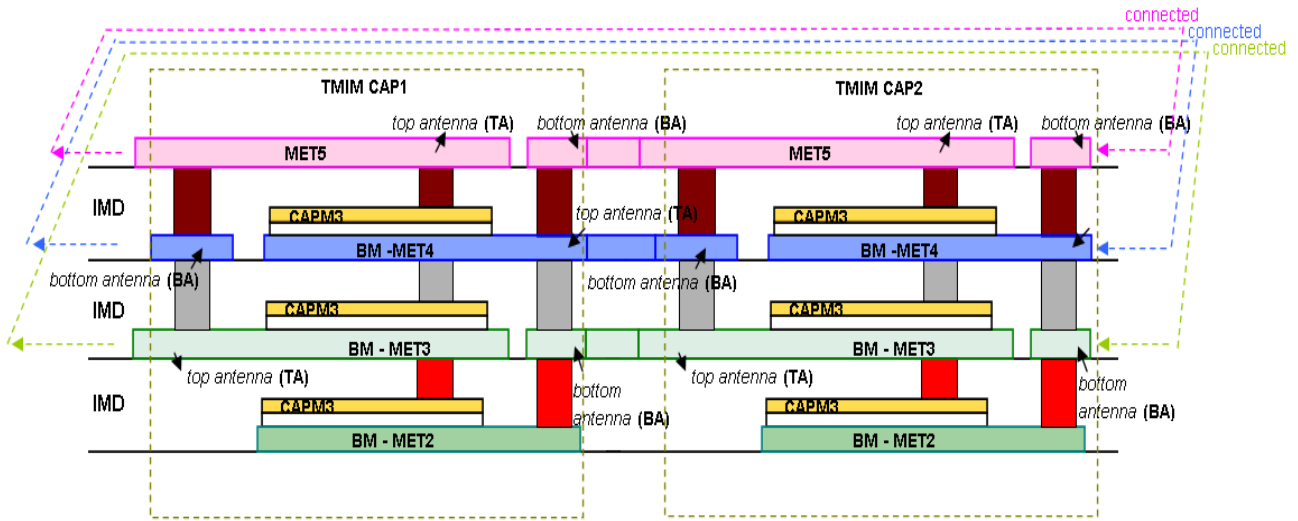 connected
connected
connected
TMIM CAP1
TMIM CAP2
top antenna (TA)
bottom antenna (BA)
top antenna (TA)
bottom antenna (BA)
MET5
MET5
IMD
CAPM3
top antenna (TA)
CAPM3
BM -MET4
BM -MET4
bottom antenna (BA)
bottom antenna (BA)
IMD
CAPM3
CAPM3
BM - MET3
BM - MET3
top antenna (TA)
bottom
antenna (BA)
top antenna (TA)
bottom
antenna (BA)
IMD
CAPM3
CAPM3
BM - MET2
BM - MET2